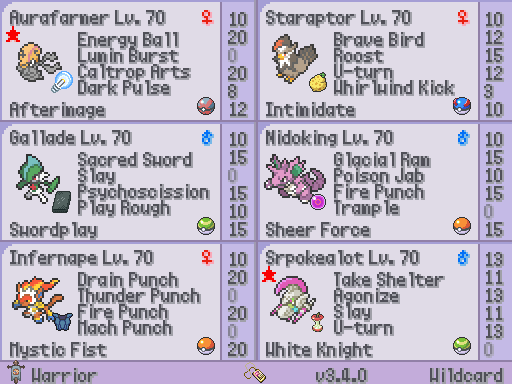 Aurafarmer Lv. 70 10
Energy Ball 20
Lumin Burst 0
Caltrop Arts 20
Dark Pulse 8
Afterimage 12
Staraptor Lv. 70 10
Brave Bird 12
Roost 15
U-turn 12
Whirlwind Kick 3
Intimidate 10
Gallade Lv. 70 10
Sacred Sword 15
Slay 0
Psychoscission 15
Play Rough 10
Swordplay 15
Nidoking Lv. 70 10
Glacial Ram 15
Poison Jab 10
Fire Punch 15
Trample 0
Sheer Force 15
Infernape Lv. 70 10
Drain Punch 20
Thunder Punch 0
Fire Punch 20
Mach Punch 0
Mystic Fist 20
Srpokealot Lv. 70 13
Take Shelter 11
Agonize 13
Slay 11
U-turn 13
White Knight 0
Warrior v3.4.0 Wildcard